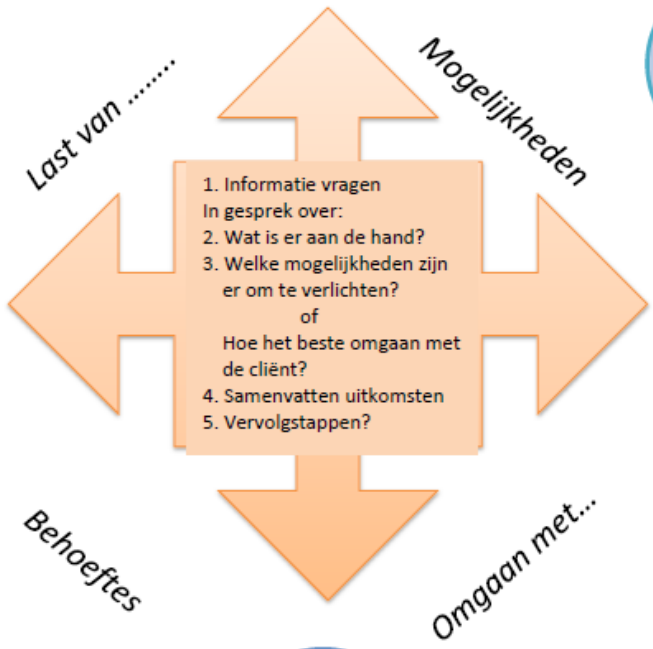 Last van ........
Mogelijkheden
1. Informatie vragen
In gesprek over:
2. Wat is er aan de hand?
3. Welke mogelijkheden zijn
er om te verlichten?
of
Hoe het beste omgaan met
de cliënt?
4. Samenvatten uitkomsten
5. Vervolgstappen?
Behoeftes
Omgaan met...